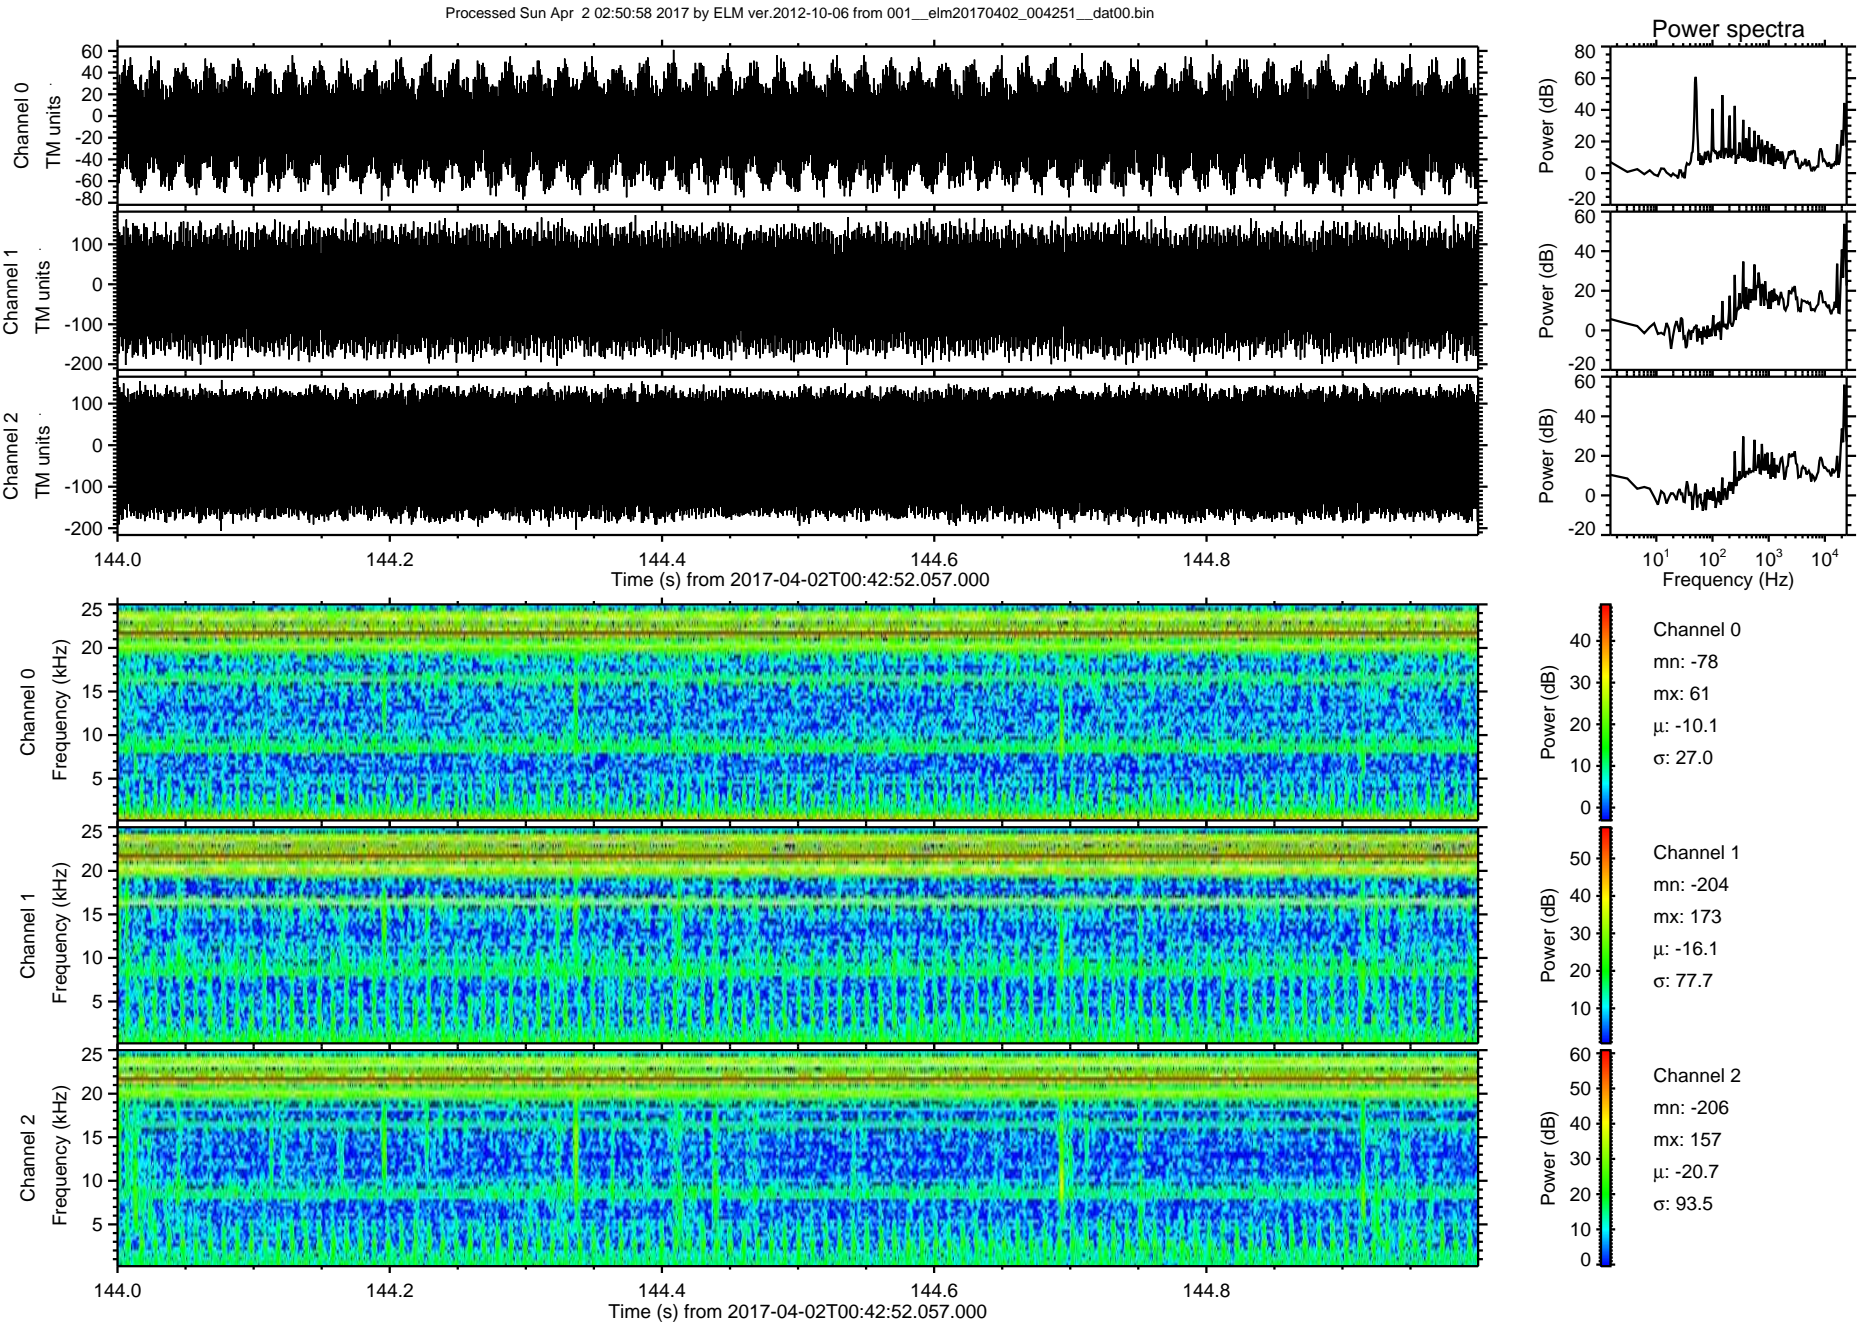 Processed Sun Apr  2 02:50:58 2017 by ELM ver.2012-10-06 from 001__elm20170402_004251__dat00.bin
Power spectra
Channel 0
TM units
60
40
20
0
-20
-40
-60
-80
Power (dB)
80
60
40
20
0
-20
Channel 1
TM units
100
0
-100
-200
Power (dB)
60
40
20
0
-20
Channel 2
TM units
100
0
-100
-200
Power (dB)
60
40
20
0
-20
144.0 144.2 144.4 144.6 144.8
Time (s) from 2017-04-02T00:42:52.057.000
10^1 10^2 10^3 10^4
Frequency (Hz)
Channel 0
Frequency (kHz)
25
20
15
10
5
Power (dB)
40
30
20
10
0
Channel 0
mn: -78
mx: 61
µ: -10.1
σ: 27.0
Channel 1
Frequency (kHz)
25
20
15
10
5
Power (dB)
50
40
30
20
10
Channel 1
mn: -204
mx: 173
µ: -16.1
σ: 77.7
Channel 2
Frequency (kHz)
25
20
15
10
5
Power (dB)
60
50
40
30
20
10
0
Channel 2
mn: -206
mx: 157
µ: -20.7
σ: 93.5
144.0 144.2 144.4 144.6 144.8
Time (s) from 2017-04-02T00:42:52.057.000